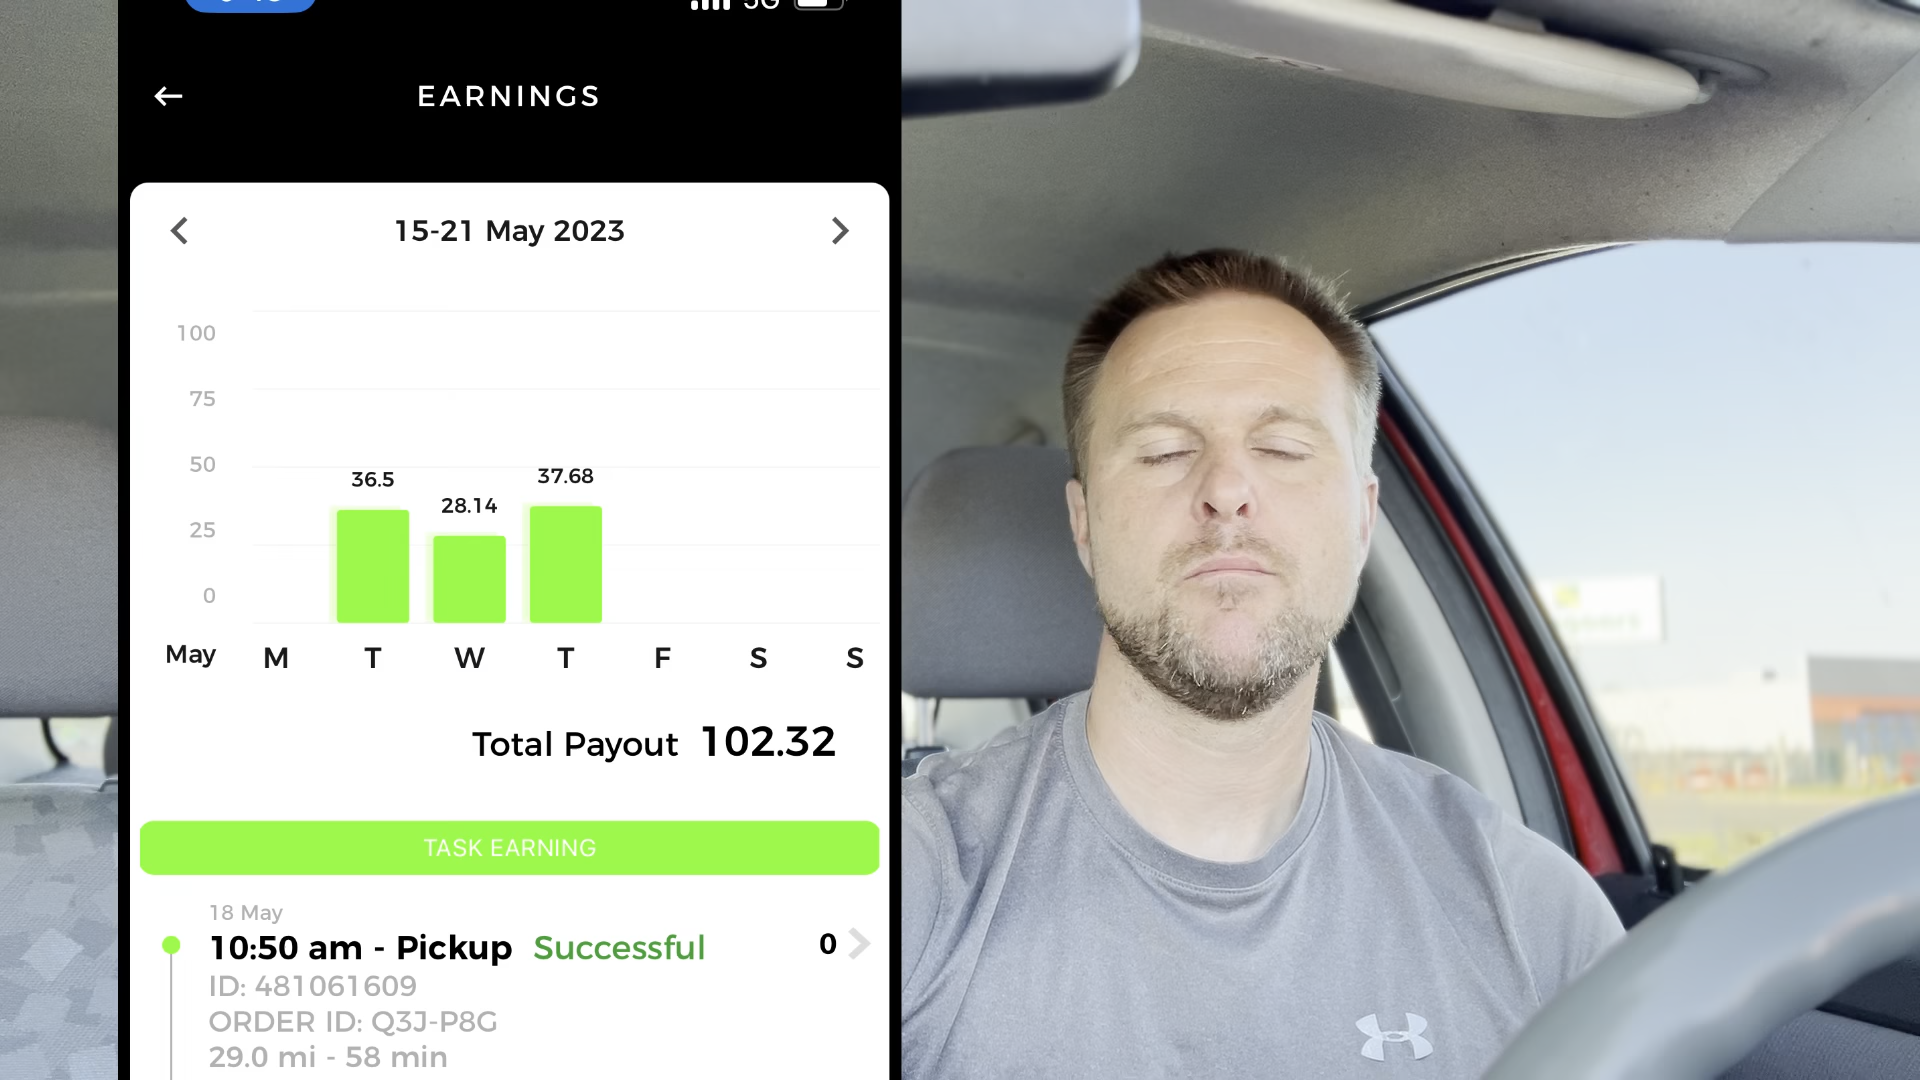 5G
EARNINGS
15-21 May 2023
100
75
50
25
0
36.5
28.14
37.68
May M T W T F S S
Total Payout 102.32
TASK EARNING
18 May
10:50 am - Pickup Successful 0
ID: 481061609
ORDER ID: Q3J-P8G
29.0 mi - 58 min